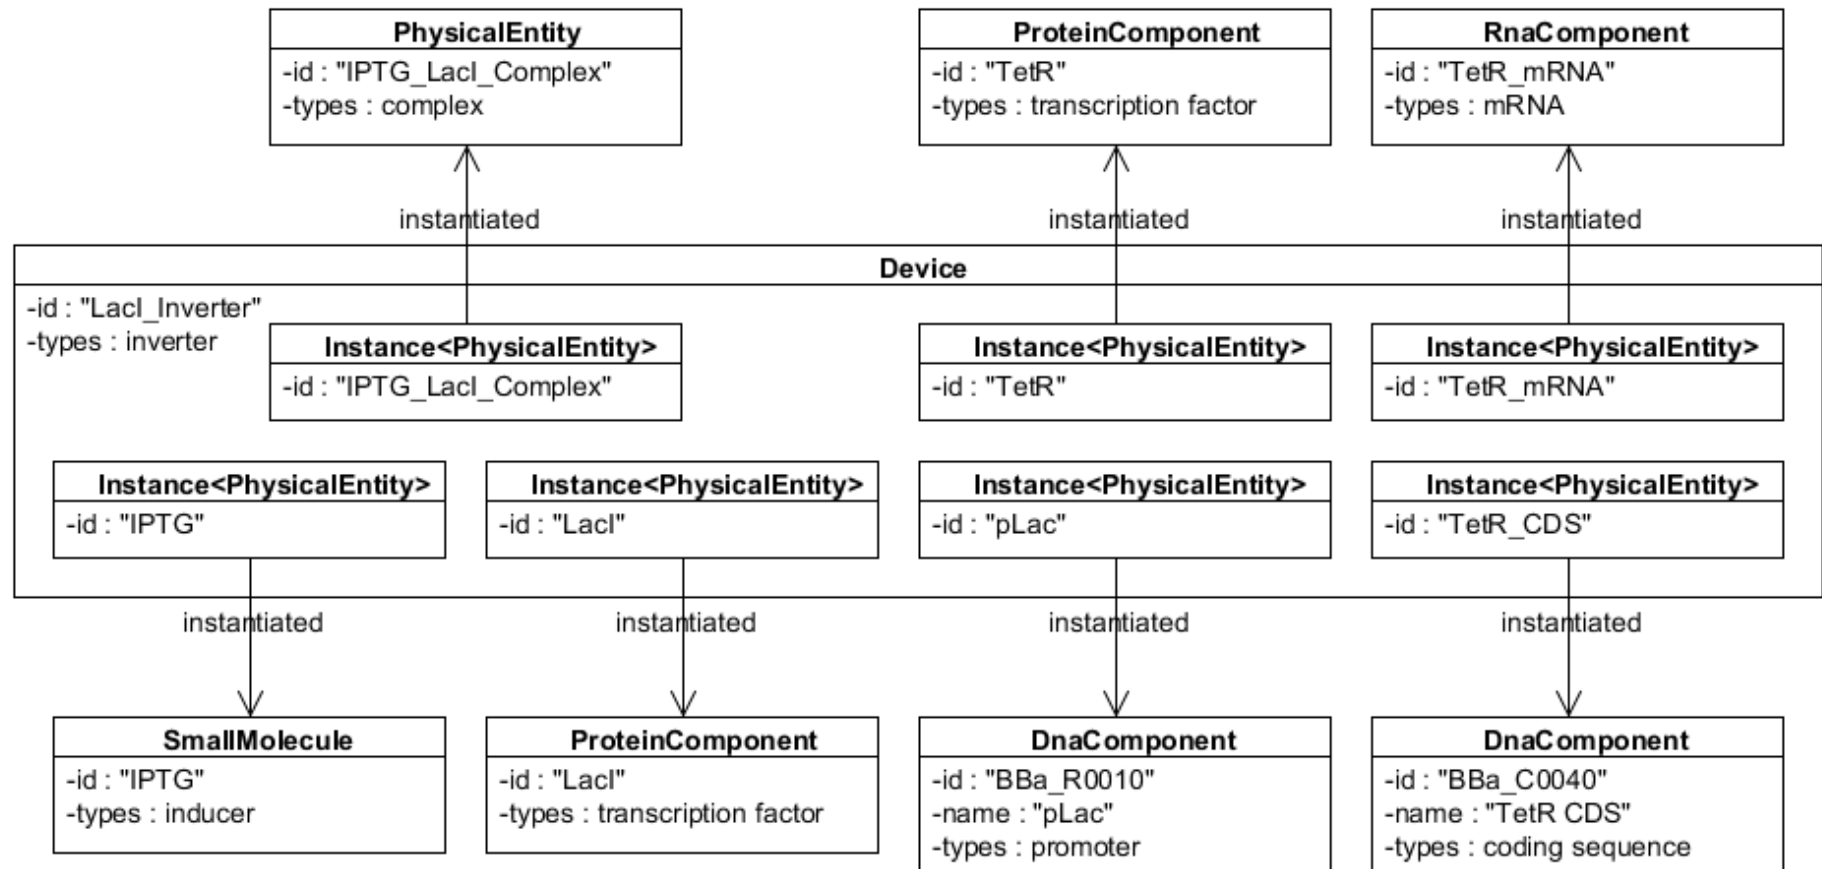 PhysicalEntity
-id : "IPTG_LacI_Complex"
-types : complex
ProteinComponent
-id : "TetR"
-types : transcription factor
RnaComponent
-id : "TetR_mRNA"
-types : mRNA
instantiated
instantiated
instantiated
Device
-id : "LacI_Inverter"
-types : inverter
Instance<PhysicalEntity>
-id : "IPTG_LacI_Complex"
Instance<PhysicalEntity>
-id : "TetR"
Instance<PhysicalEntity>
-id : "TetR_mRNA"
Instance<PhysicalEntity>
-id : "IPTG"
Instance<PhysicalEntity>
-id : "LacI"
Instance<PhysicalEntity>
-id : "pLac"
Instance<PhysicalEntity>
-id : "TetR_CDS"
instantiated
instantiated
instantiated
instantiated
SmallMolecule
-id : "IPTG"
-types : inducer
ProteinComponent
-id : "LacI"
-types : transcription factor
DnaComponent
-id : "BBa_R0010"
-name : "pLac"
-types : promoter
DnaComponent
-id : "BBa_C0040"
-name : "TetR CDS"
-types : coding sequence